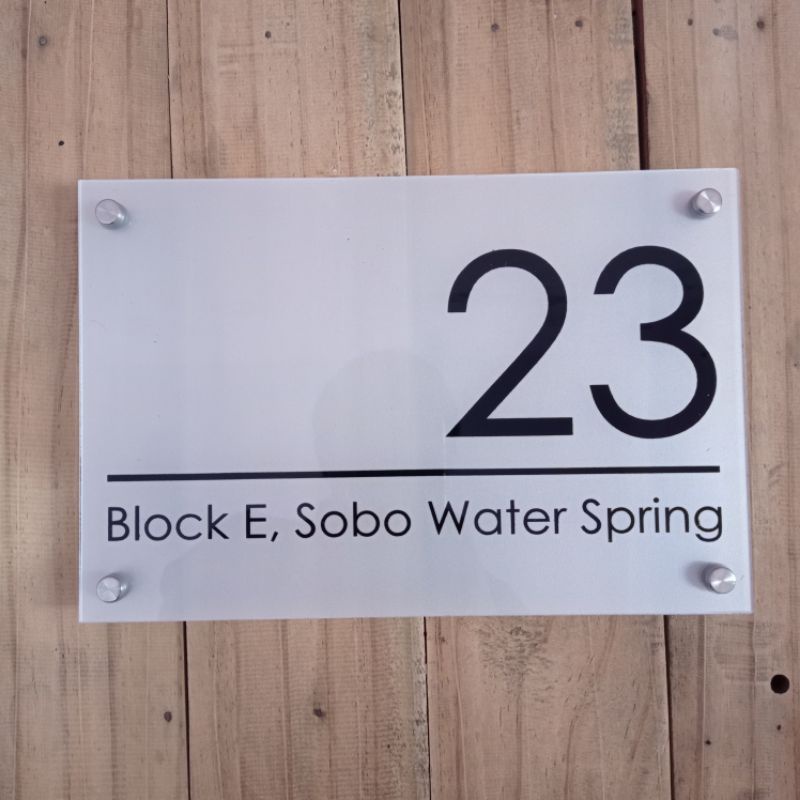 23
Block E, Sobo Water Spring